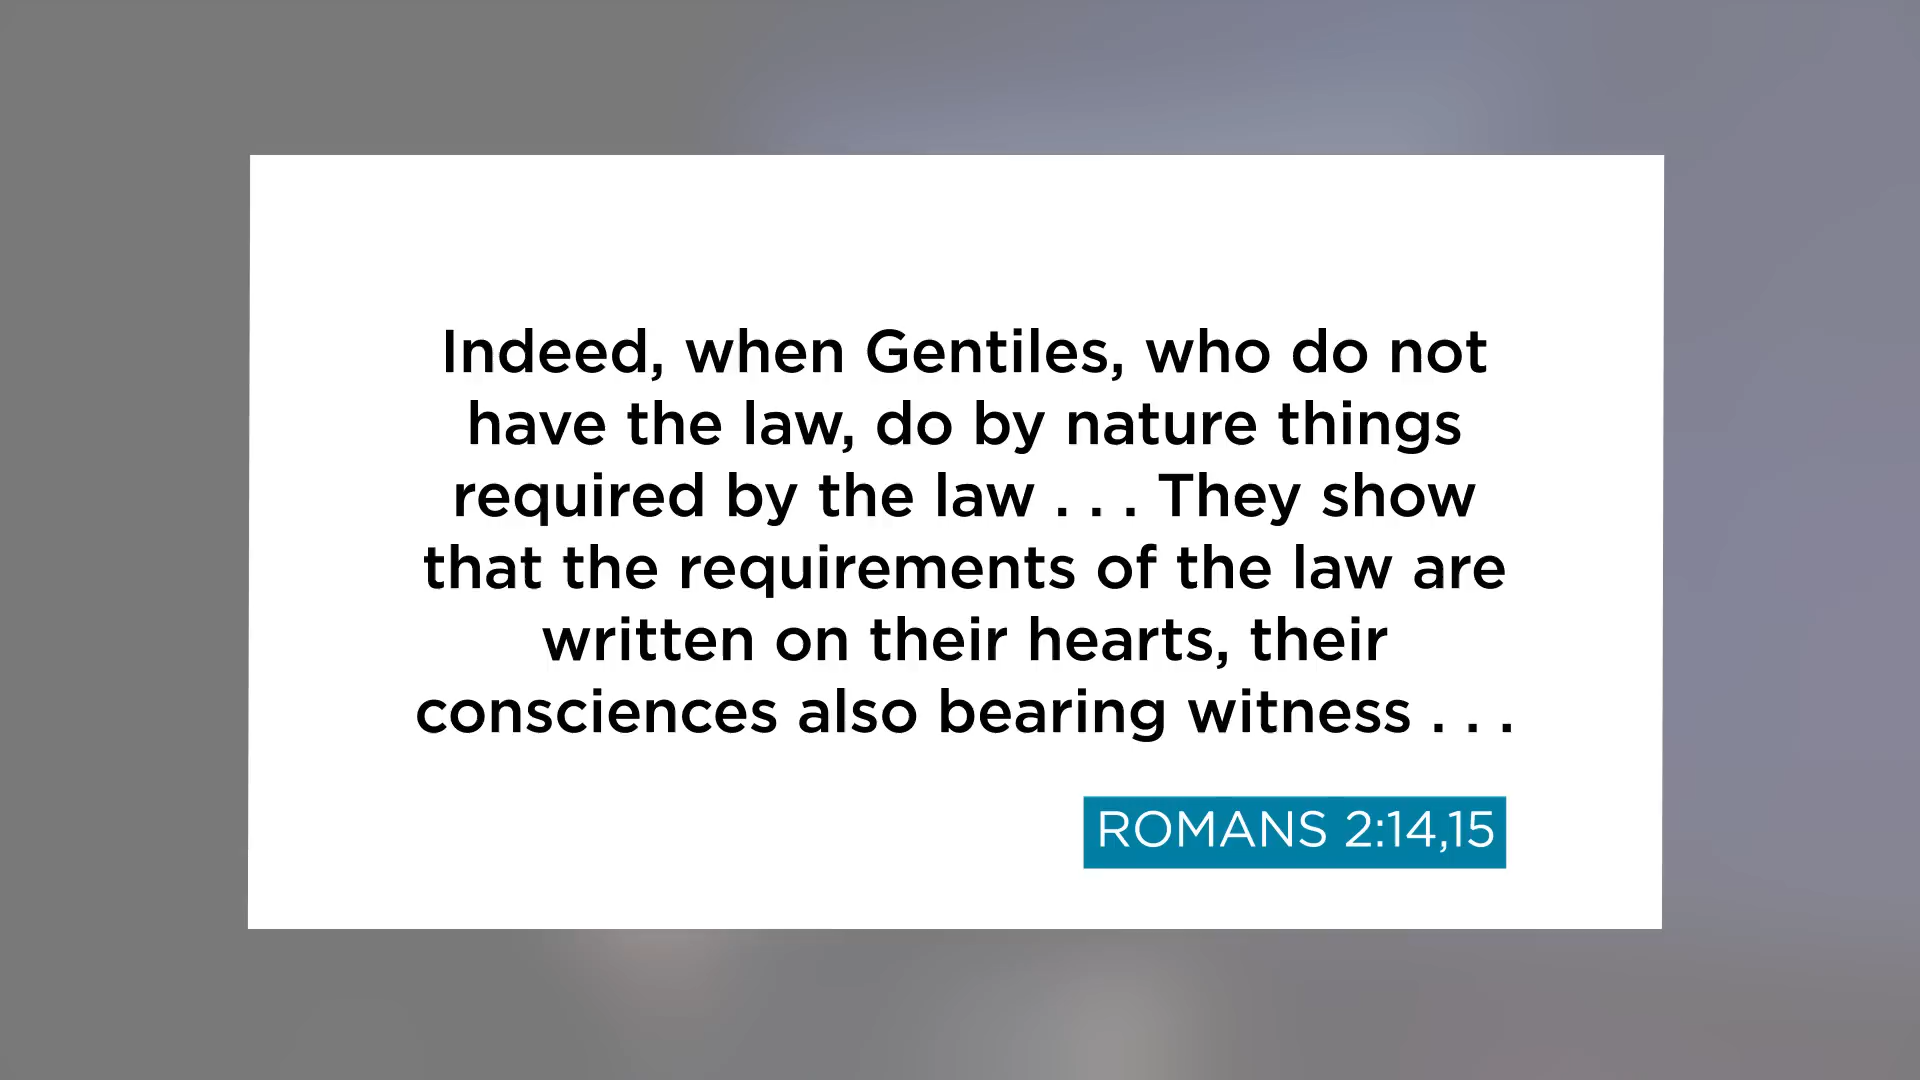 Indeed, when Gentiles, who do not
have the law, do by nature things
required by the law . . . They show
that the requirements of the law are
written on their hearts, their
consciences also bearing witness . . .
ROMANS 2:14,15